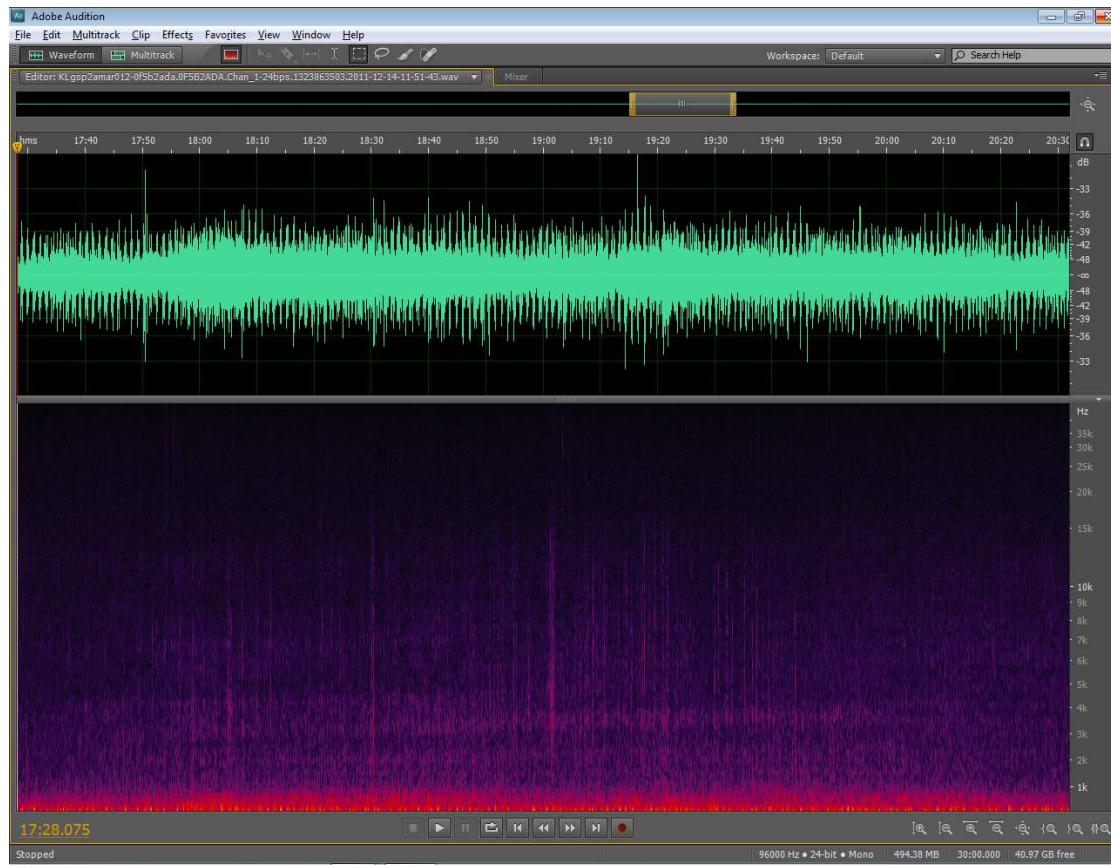 Au Adobe Audition
File Edit Multitrack Clip Effects Favorites View Window Help
Waveform Multitrack Workspace: Default Search Help
Editor: KLgsp2amar012-0f5b2ada.0F5B2ADA.Chan_1-24bps.1323863503.2011-12-14-11-51-43.wav Mixer
hms 17:40 17:50 18:00 18:10 18:20 18:30 18:40 18:50 19:00 19:10 19:20 19:30 19:40 19:50 20:00 20:10 20:20 20:30
dB
-33
-36
-39
-42
-48
-∞
-48
-42
-39
-36
-33
Hz
35k
30k
25k
20k
15k
10k
9k
8k
7k
6k
5k
4k
3k
2k
1k
17:28.075
Stopped 96000 Hz • 24-bit • Mono 494.38 MB 30:00.000 40.97 GB free